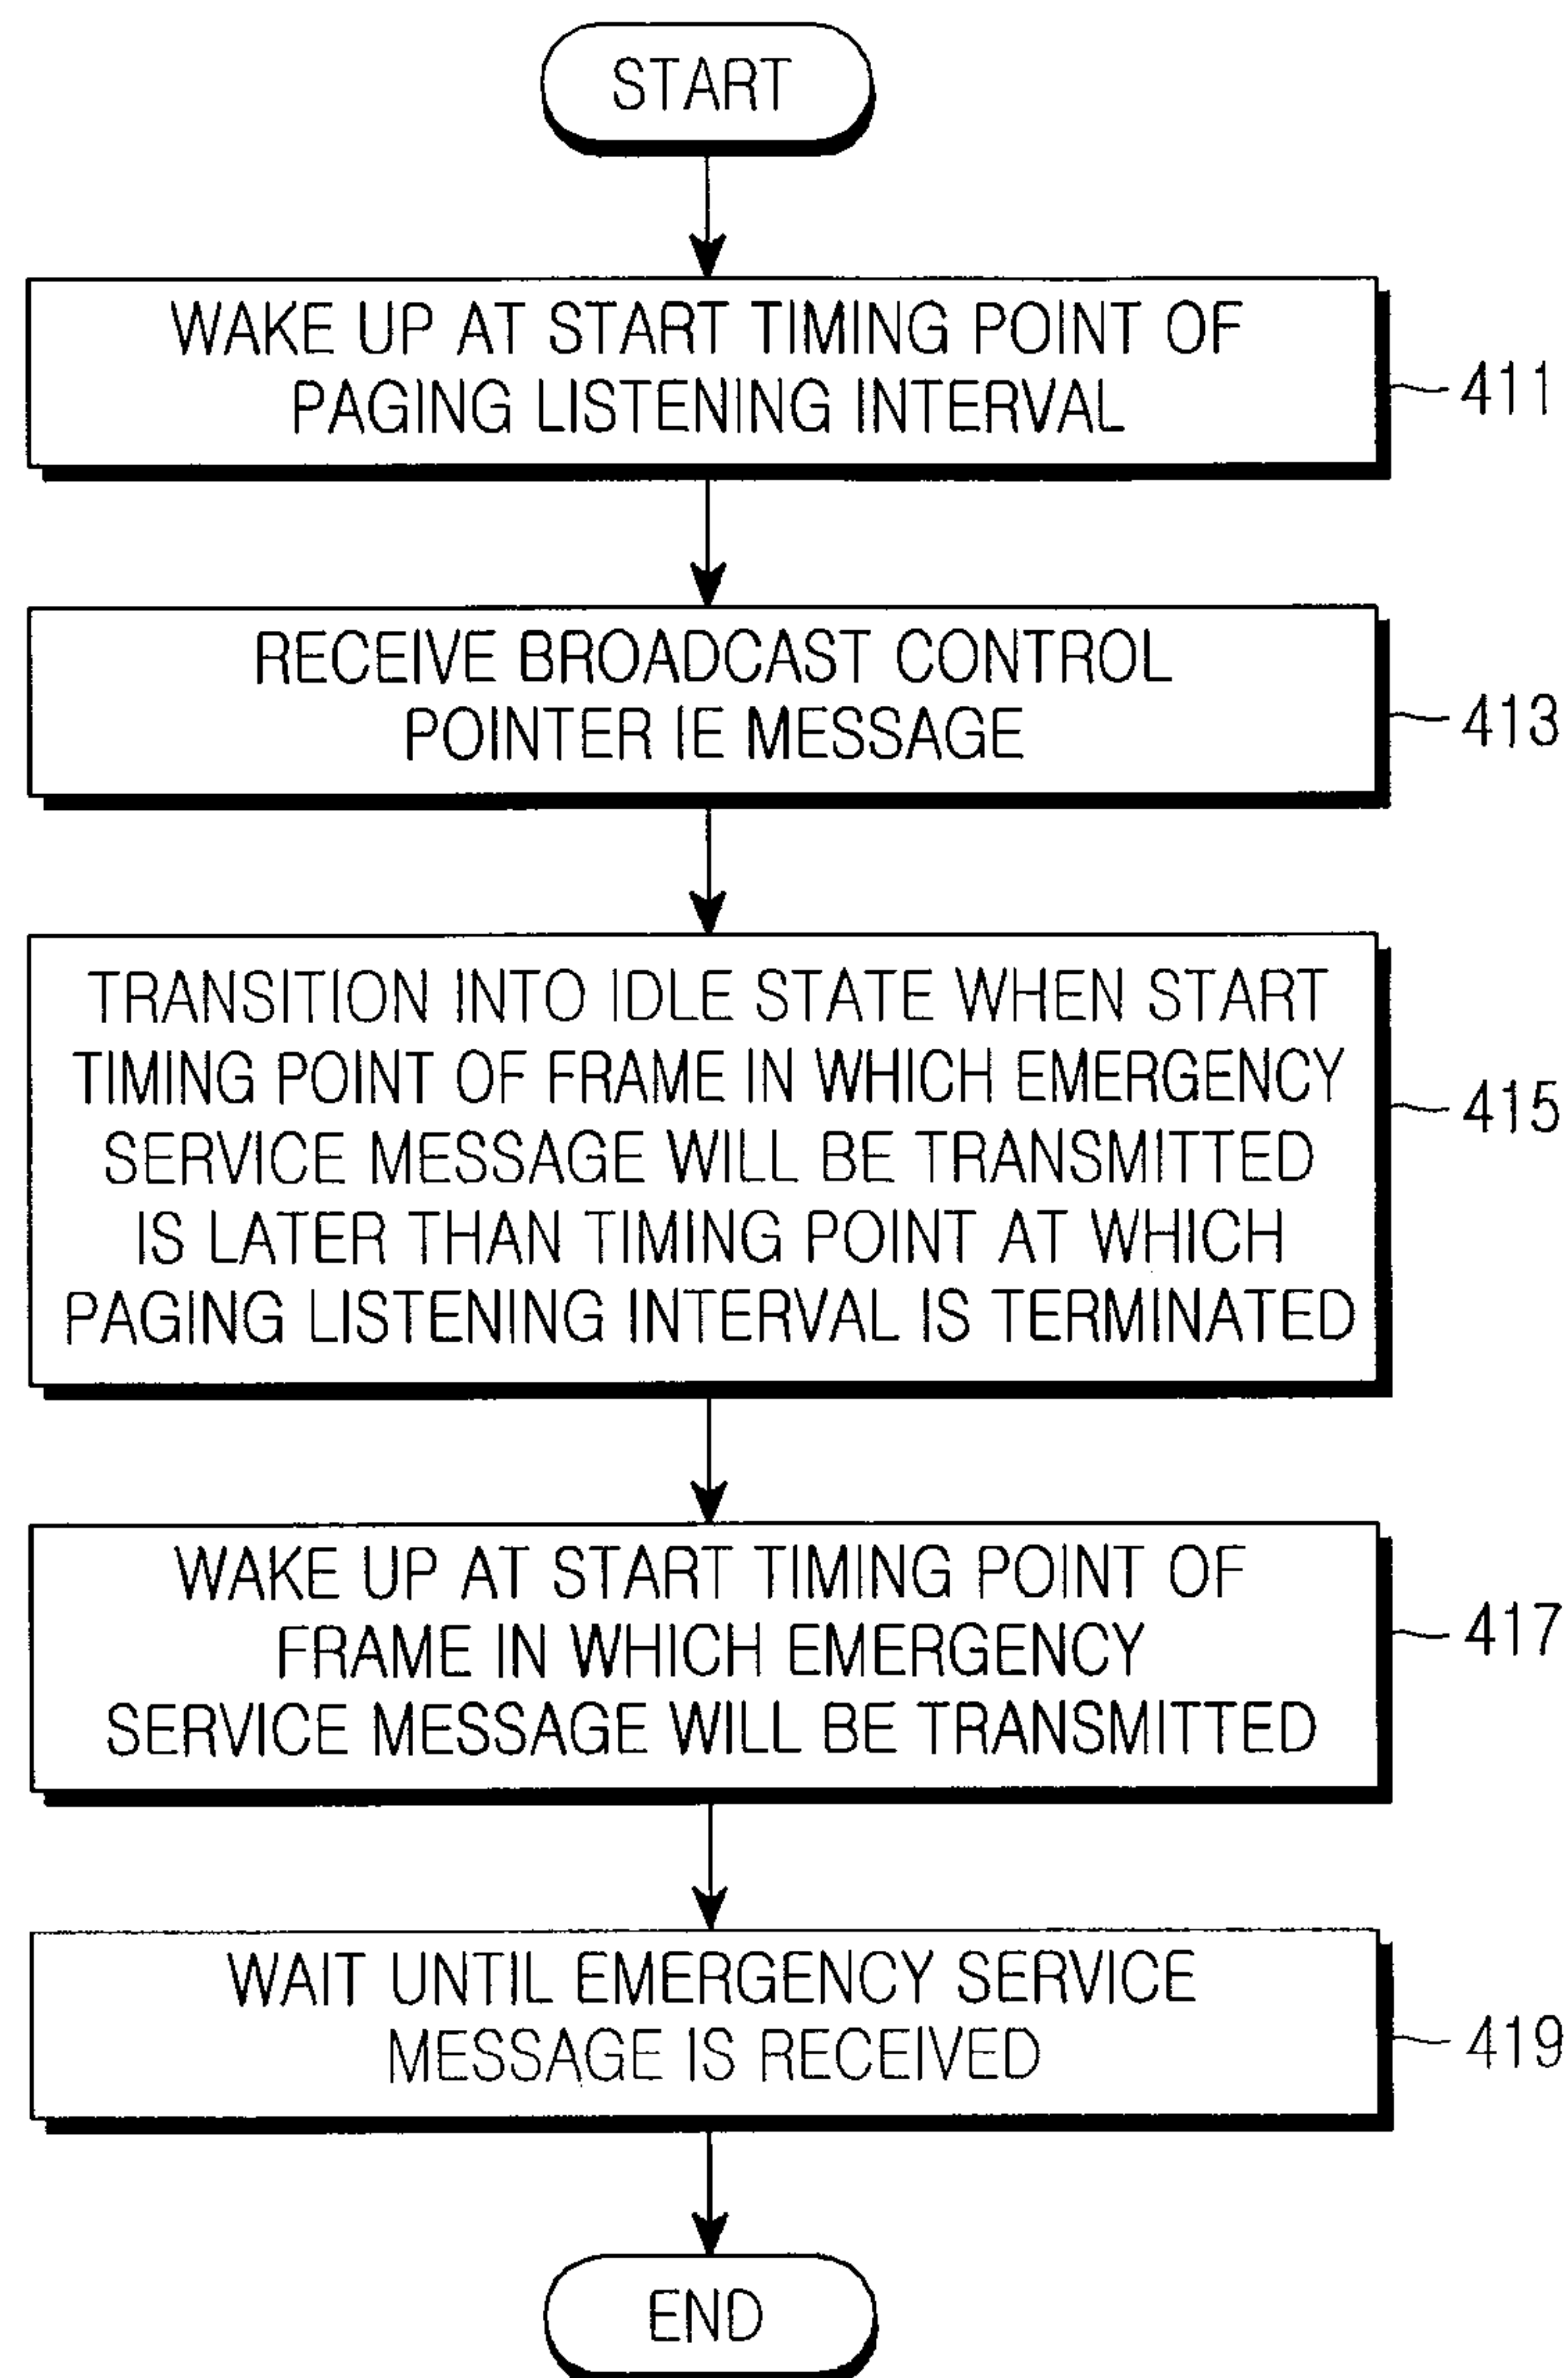 START
WAKE UP AT START TIMING POINT OF
PAGING LISTENING INTERVAL
411
RECEIVE BROADCAST CONTROL
POINTER IE MESSAGE
413
TRANSITION INTO IDLE STATE WHEN START
TIMING POINT OF FRAME IN WHICH EMERGENCY
SERVICE MESSAGE WILL BE TRANSMITTED
IS LATER THAN TIMING POINT AT WHICH
PAGING LISTENING INTERVAL IS TERMINATED
415
WAKE UP AT START TIMING POINT OF
FRAME IN WHICH EMERGENCY
SERVICE MESSAGE WILL BE TRANSMITTED
417
WAIT UNTIL EMERGENCY SERVICE
MESSAGE IS RECEIVED
419
END